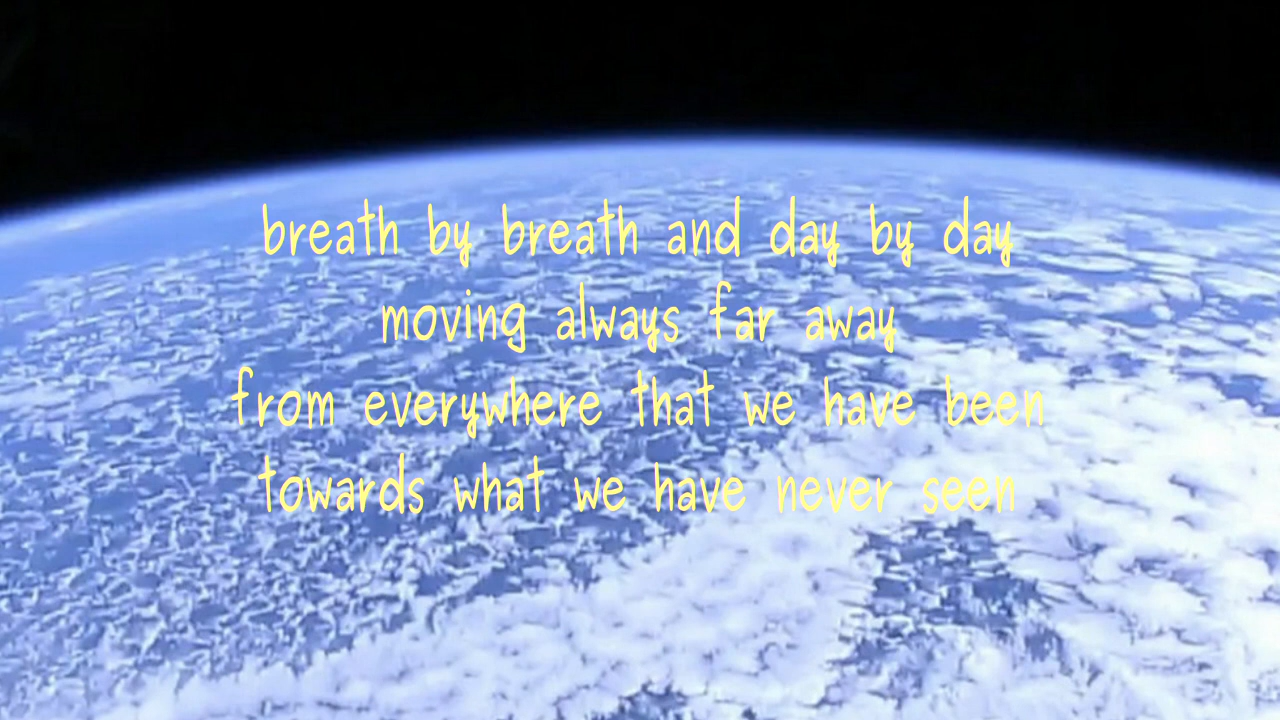 breath by breath and day by day
moving always far away
from everywhere that we have been
towards what we have never seen